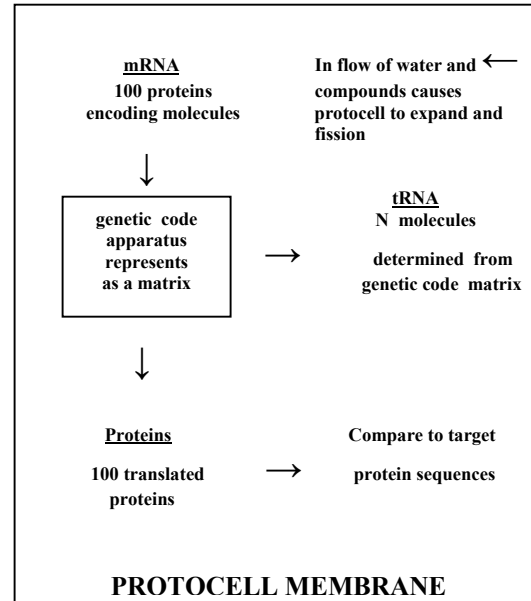 mRNA
100 proteins
encoding molecules
In flow of water and ←
compounds causes
protocell to expand and
fission
↓
genetic code
apparatus
represents
as a matrix
→
tRNA
N molecules
determined from
genetic code matrix
↓
Proteins
100 translated
proteins
→
Compare to target
protein sequences
PROTOCELL MEMBRANE